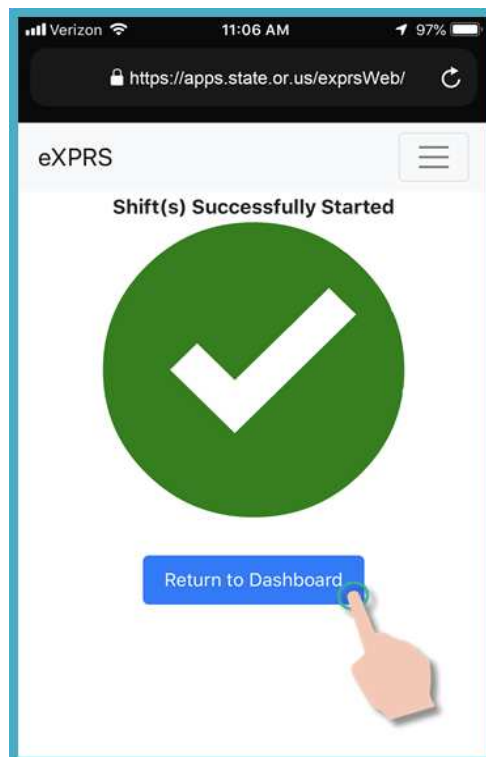 Verizon 11:06 AM 97%
https://apps.state.or.us/exprsWeb/
eXPRS
Shift(s) Successfully Started
Return to Dashboard